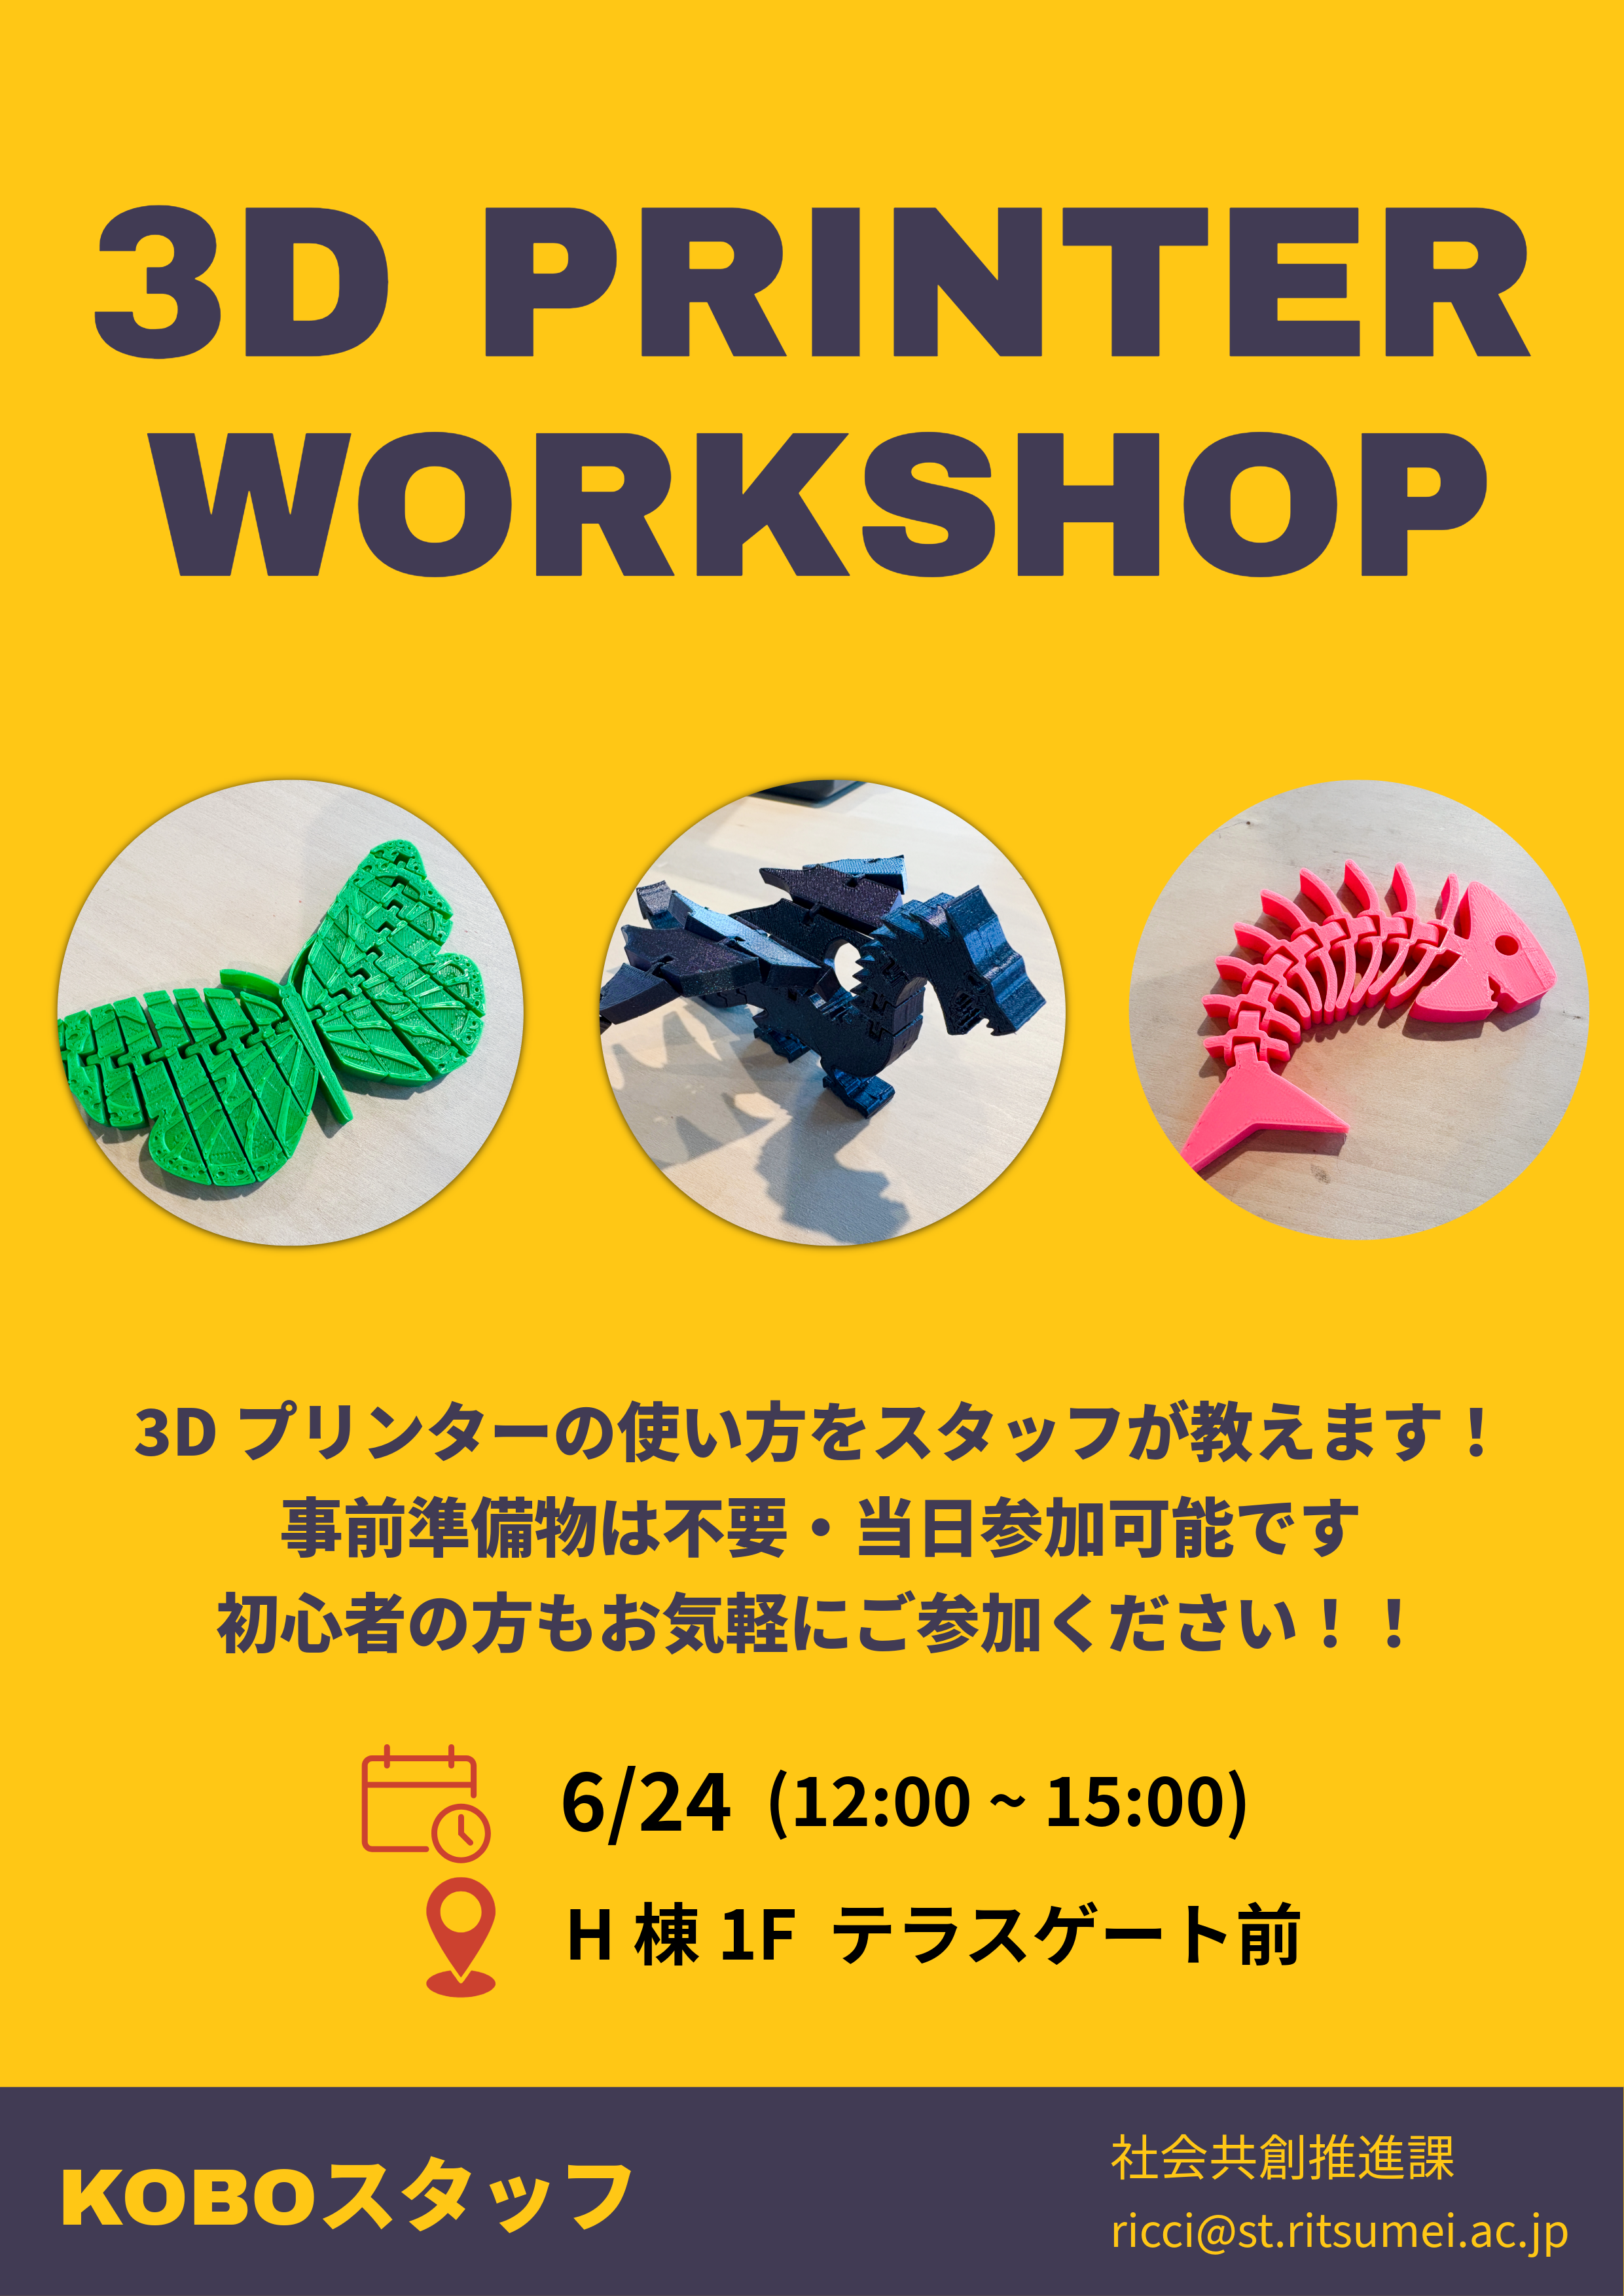 3D PRINTER
WORKSHOP
3D プリンターの使い方をスタッフが教えます！
事前準備物は不要・当日参加可能です
初心者の方もお気軽にご参加ください！！
6/24 (12:00 ~ 15:00)
H 棟 1F テラスゲート前
KOBOスタッフ
社会共創推進課
ricci@st.ritsumei.ac.jp